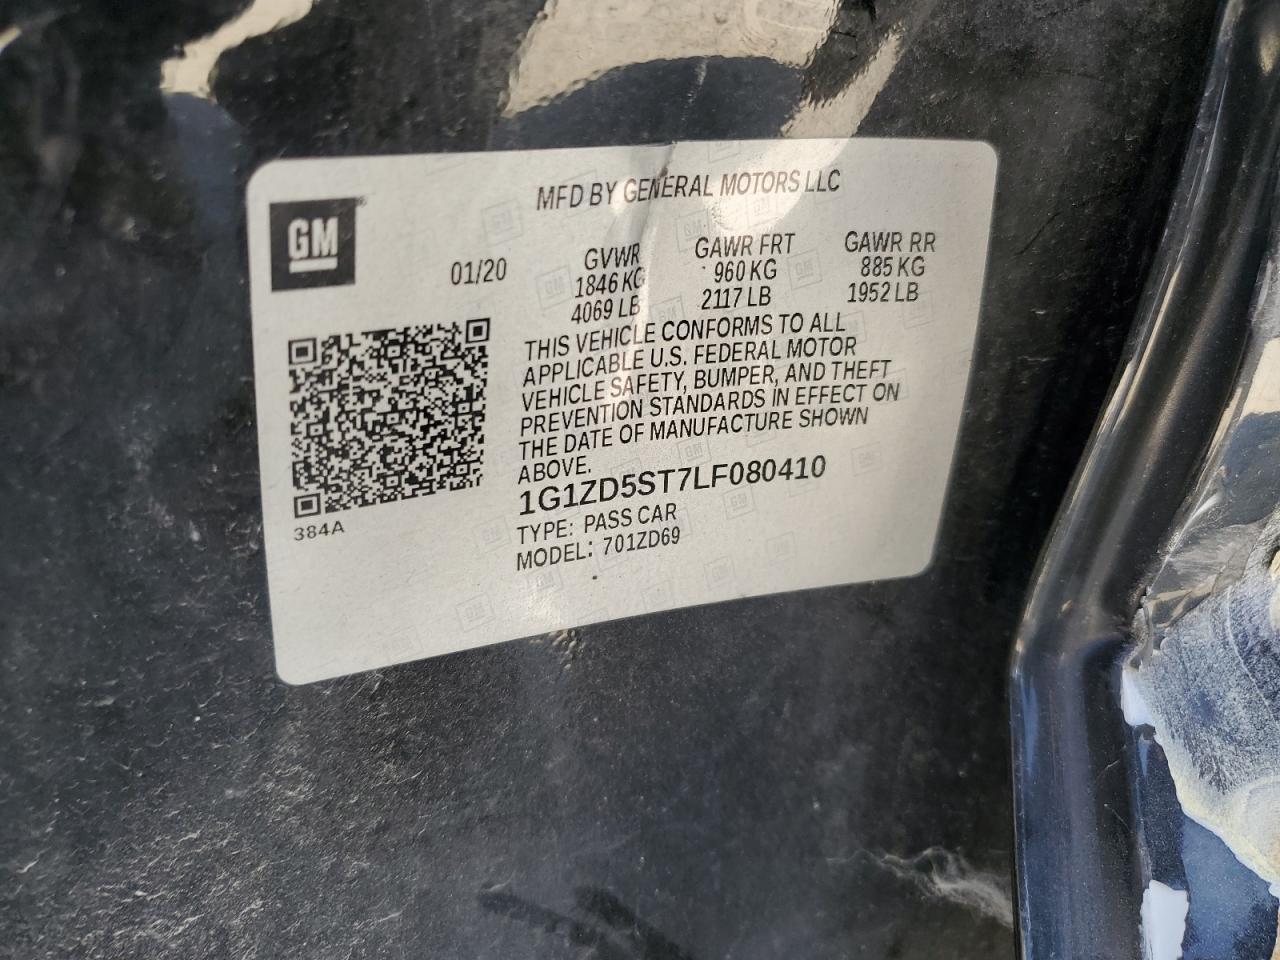 MFD BY GENERAL MOTORS LLC
GM
01/20
GVWR GAWR FRT GAWR RR
1846 KG 960 KG 885 KG
4069 LB 2117 LB 1952 LB
THIS VEHICLE CONFORMS TO ALL
APPLICABLE U.S. FEDERAL MOTOR
VEHICLE SAFETY, BUMPER, AND THEFT
PREVENTION STANDARDS IN EFFECT ON
THE DATE OF MANUFACTURE SHOWN
ABOVE.
1G1ZD5ST7LF080410
TYPE: PASS CAR
MODEL: 701ZD69
384A